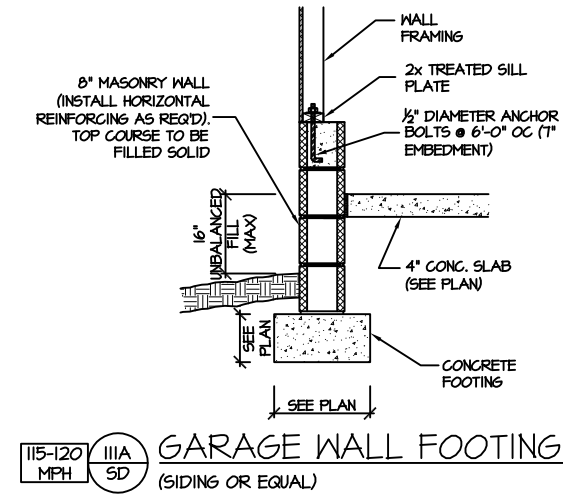 WALL
FRAMING
2x TREATED SILL
PLATE
8" MASONRY WALL
(INSTALL HORIZONTAL
REINFORCING AS REQ'D).
TOP COURSE TO BE
FILLED SOLID
½" DIAMETER ANCHOR
BOLTS @ 6'-0" OC (7"
EMBEDMENT)
16"
UNBALANCED
FILL
(MAX)
4" CONC. SLAB
(SEE PLAN)
SEE
PLAN
CONCRETE
FOOTING
SEE PLAN
115-120
MPH
111A
SD
GARAGE WALL FOOTING
(SIDING OR EQUAL)